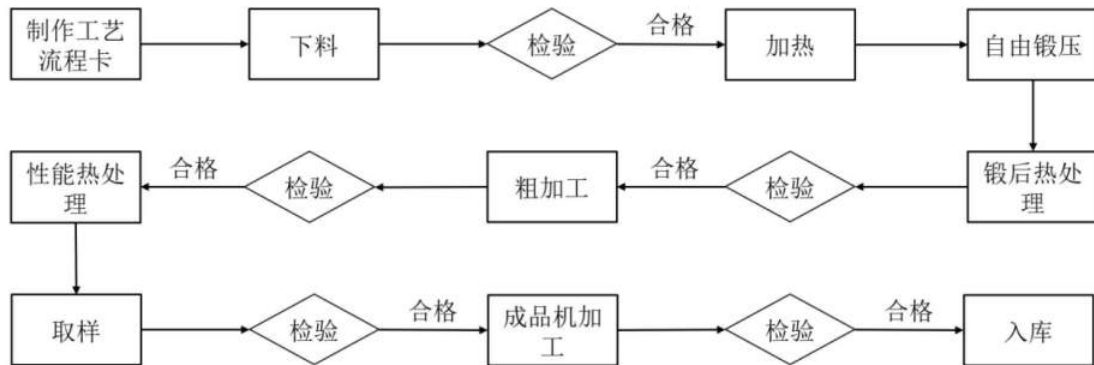 制作工艺
流程卡
下料
检验
合格
加热
自由锻压
锻后热处
理
检验
合格
粗加工
检验
合格
性能热处
理
取样
检验
合格
成品机加
工
检验
合格
入库